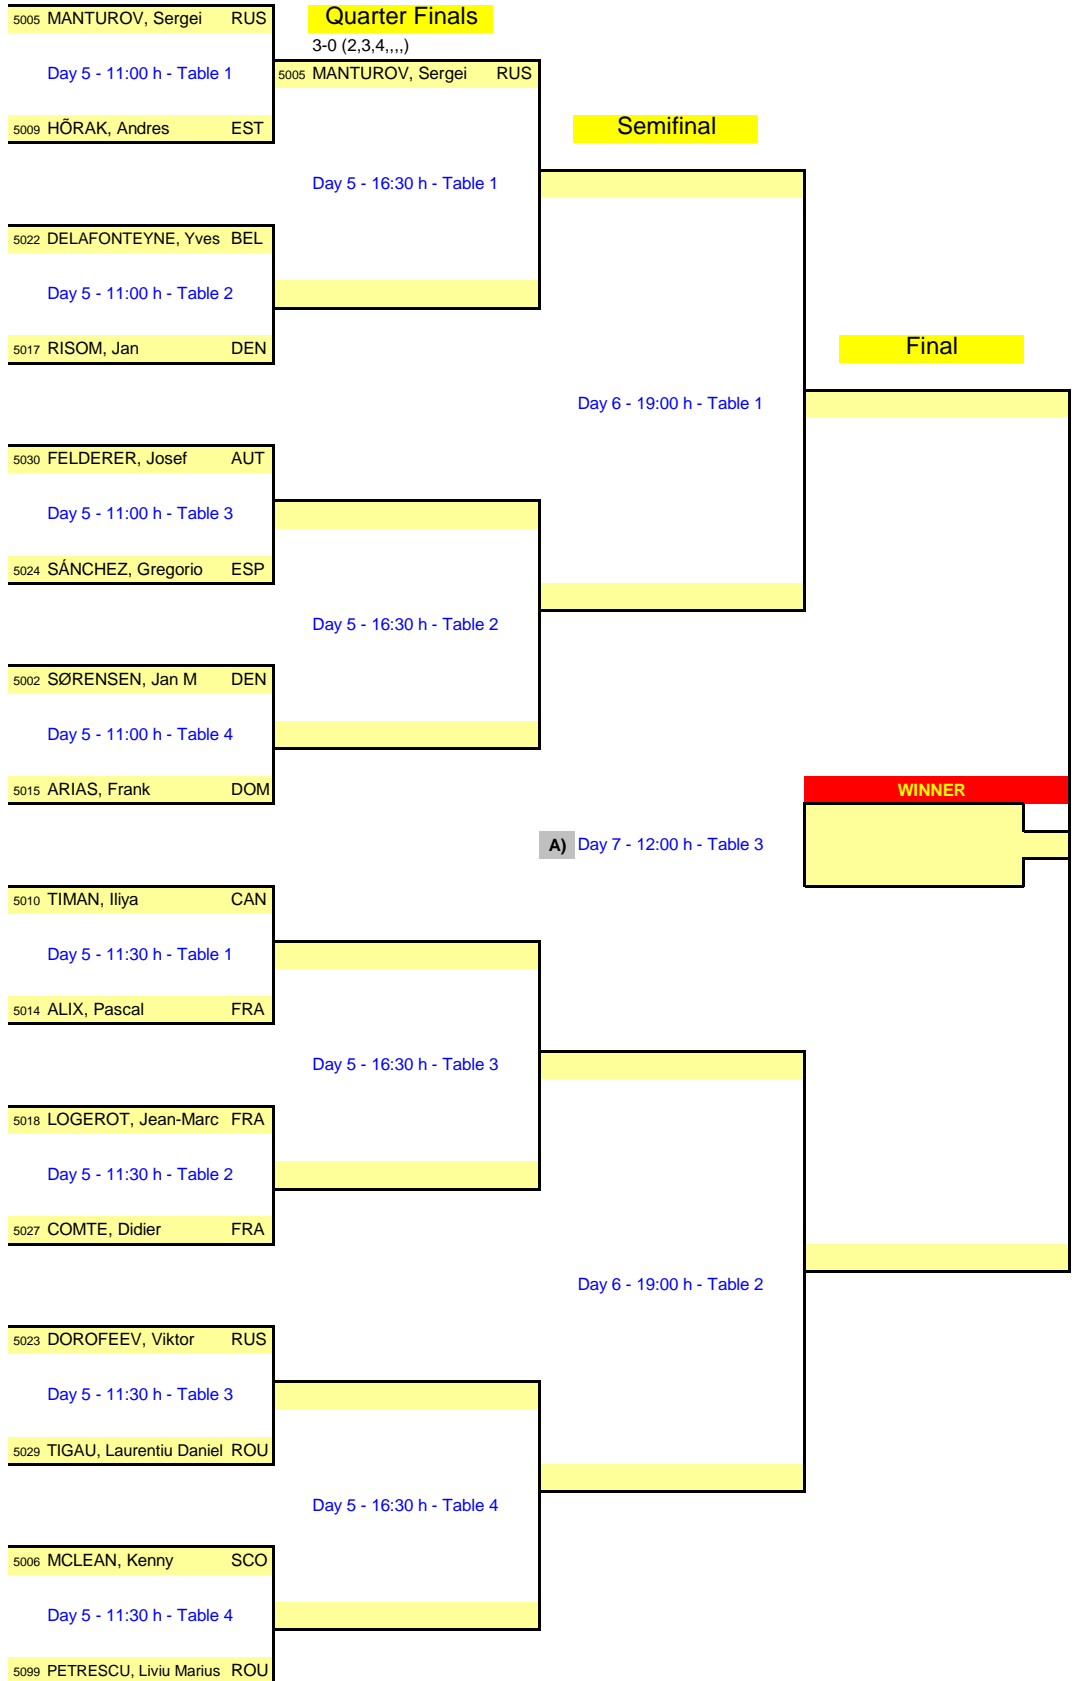 5005 MANTUROV, Sergei RUS
Quarter Finals
3-0 (2,3,4,,,,)
Day 5 - 11:00 h - Table 1
5005 MANTUROV, Sergei RUS
5009 HÕRAK, Andres EST
Semifinal
Day 5 - 16:30 h - Table 1
5022 DELAFONTEYNE, Yves BEL
Day 5 - 11:00 h - Table 2
5017 RISOM, Jan DEN
Final
Day 6 - 19:00 h - Table 1
5030 FELDERER, Josef AUT
Day 5 - 11:00 h - Table 3
5024 SÁNCHEZ, Gregorio ESP
Day 5 - 16:30 h - Table 2
5002 SØRENSEN, Jan M DEN
Day 5 - 11:00 h - Table 4
5015 ARIAS, Frank DOM
WINNER
A) Day 7 - 12:00 h - Table 3
5010 TIMAN, Iliya CAN
Day 5 - 11:30 h - Table 1
5014 ALIX, Pascal FRA
Day 5 - 16:30 h - Table 3
5018 LOGEROT, Jean-Marc FRA
Day 5 - 11:30 h - Table 2
5027 COMTE, Didier FRA
Day 6 - 19:00 h - Table 2
5023 DOROFEEV, Viktor RUS
Day 5 - 11:30 h - Table 3
5029 TIGAU, Laurentiu Daniel ROU
Day 5 - 16:30 h - Table 4
5006 MCLEAN, Kenny SCO
Day 5 - 11:30 h - Table 4
5099 PETRESCU, Liviu Marius ROU